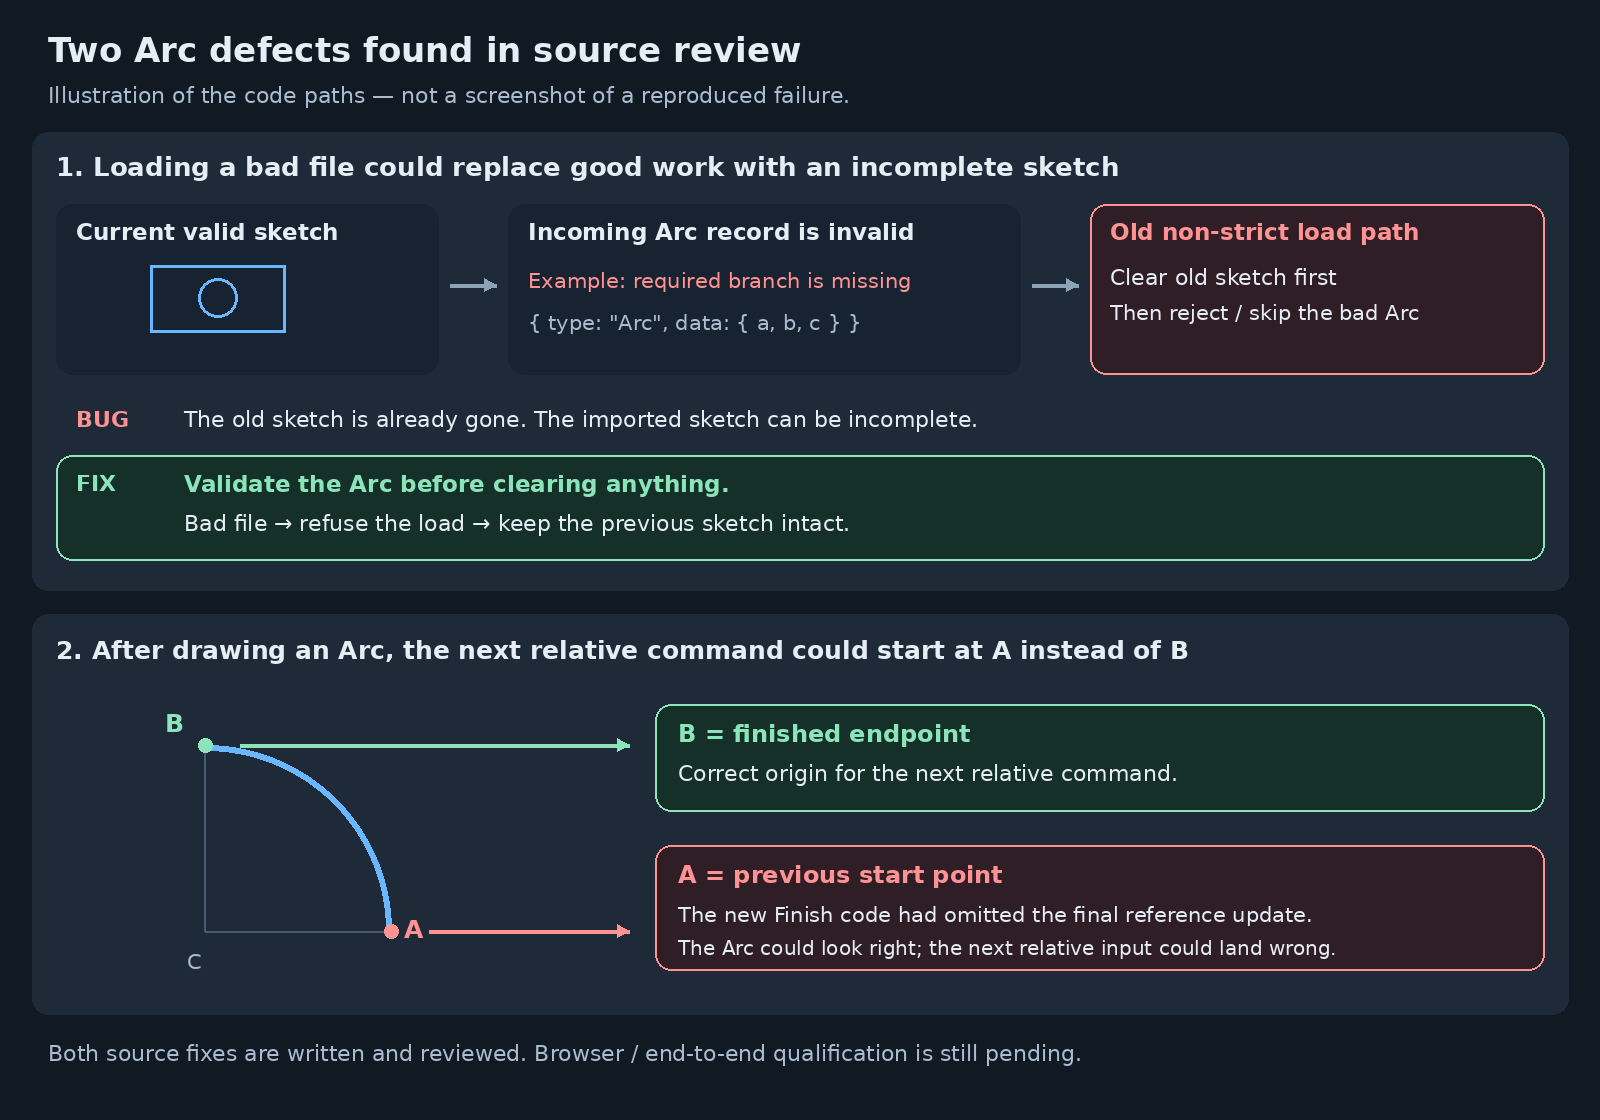 Two Arc defects found in source review
Illustration of the code paths — not a screenshot of a reproduced failure.
1. Loading a bad file could replace good work with an incomplete sketch
Current valid sketch
Incoming Arc record is invalid
Example: required branch is missing
{ type: "Arc", data: { a, b, c } }
Old non-strict load path
Clear old sketch first
Then reject / skip the bad Arc
BUG The old sketch is already gone. The imported sketch can be incomplete.
FIX Validate the Arc before clearing anything.
Bad file → refuse the load → keep the previous sketch intact.
2. After drawing an Arc, the next relative command could start at A instead of B
B
A
C
B = finished endpoint
Correct origin for the next relative command.
A = previous start point
The new Finish code had omitted the final reference update.
The Arc could look right; the next relative input could land wrong.
Both source fixes are written and reviewed. Browser / end-to-end qualification is still pending.